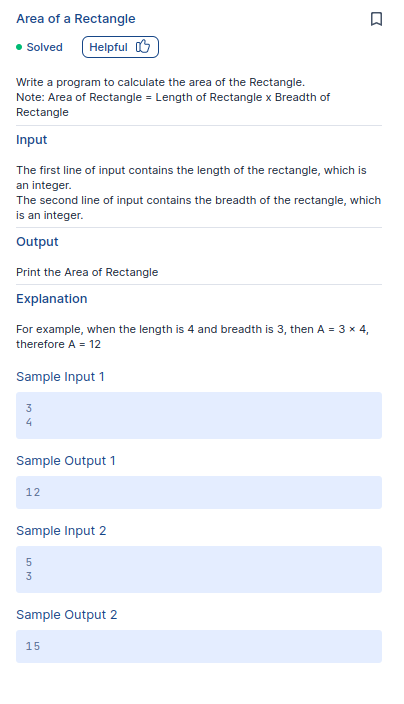 Area of a Rectangle
Solved
Helpful
Write a program to calculate the area of the Rectangle.
Note: Area of Rectangle = Length of Rectangle x Breadth of
Rectangle
Input
The first line of input contains the length of the rectangle, which is
an integer.
The second line of input contains the breadth of the rectangle, which
is an integer.
Output
Print the Area of Rectangle
Explanation
For example, when the length is 4 and breadth is 3, then A = 3 × 4,
therefore A = 12
Sample Input 1
3
4
Sample Output 1
12
Sample Input 2
5
3
Sample Output 2
15